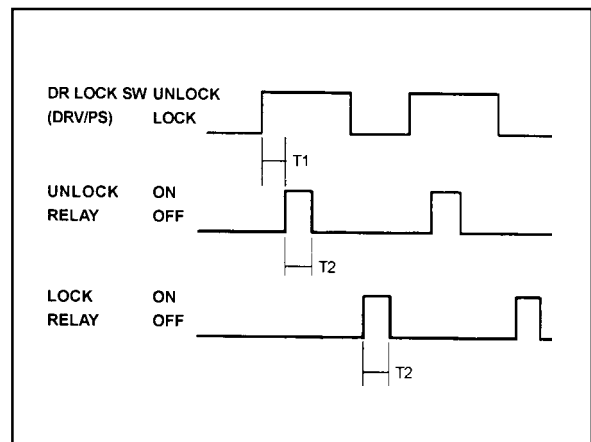 DR LOCK SW UNLOCK
(DRV/PS) LOCK
T1
UNLOCK ON
RELAY OFF
T2
LOCK ON
RELAY OFF
T2